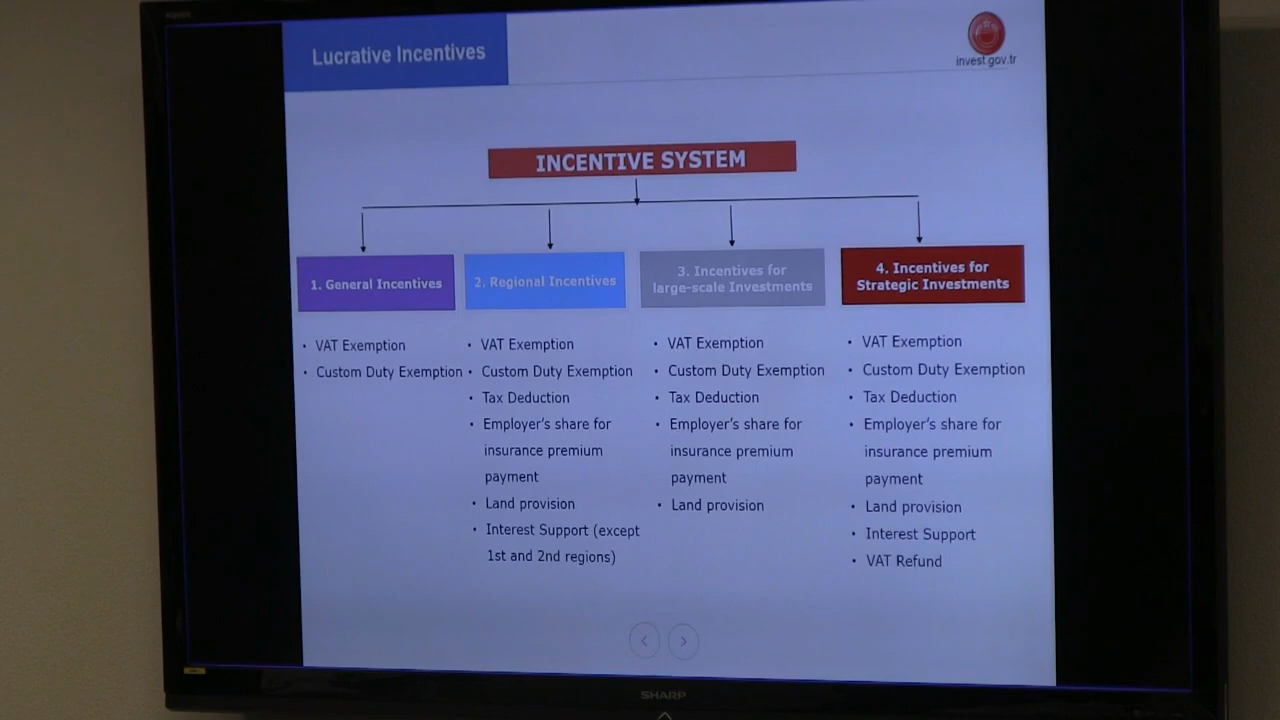 Lucrative Incentives
invest.gov.tr
INCENTIVE SYSTEM
1. General Incentives
• VAT Exemption
• Custom Duty Exemption
2. Regional Incentives
• VAT Exemption
• Custom Duty Exemption
• Tax Deduction
• Employer's share for
insurance premium
payment
• Land provision
• Interest Support (except
1st and 2nd regions)
3. Incentives for
large-scale Investments
• VAT Exemption
• Custom Duty Exemption
• Tax Deduction
• Employer's share for
insurance premium
payment
• Land provision
4. Incentives for
Strategic Investments
• VAT Exemption
• Custom Duty Exemption
• Tax Deduction
• Employer's share for
insurance premium
payment
• Land provision
• Interest Support
• VAT Refund
SHARP